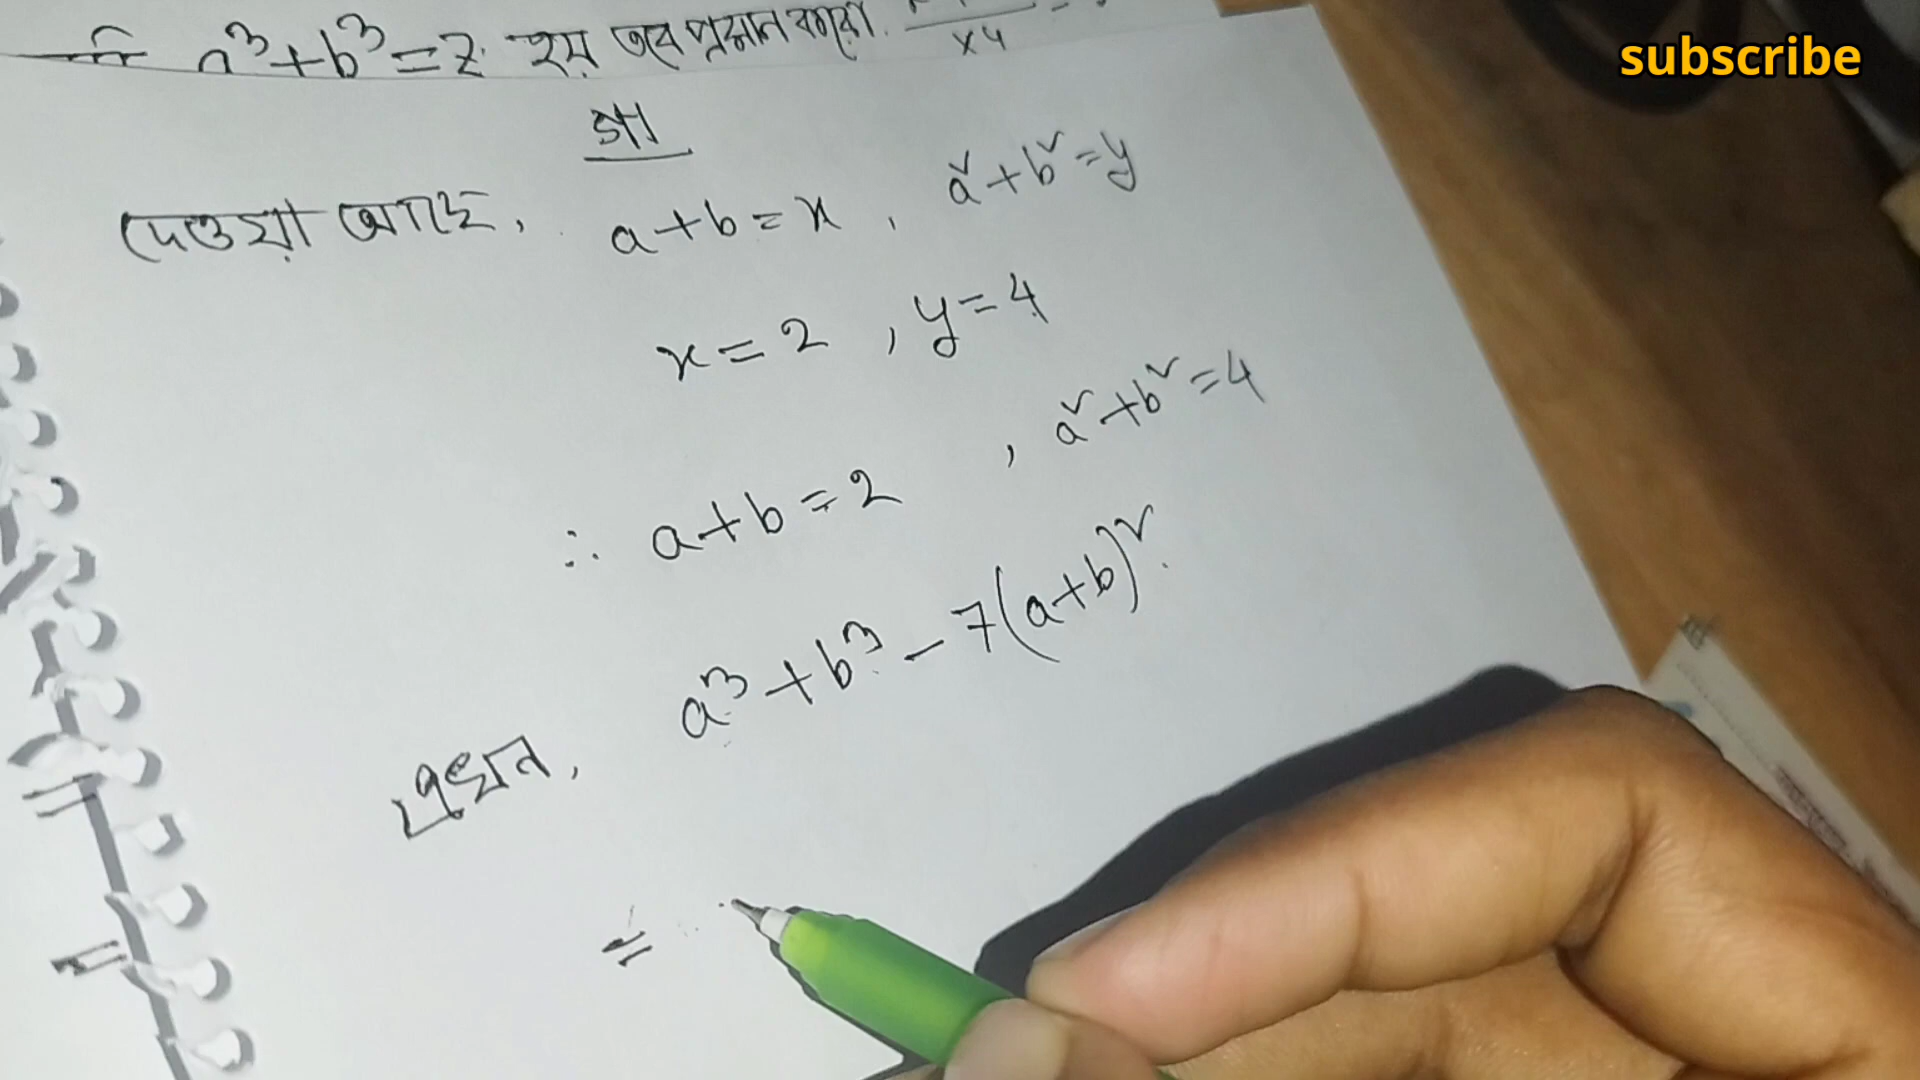 a³+b³=z হয় তবে প্রমান করো.
x4
subscribe
গ।
দেওয়া আছে, a+b=x, a²+b²=y
x=2, y=4
∴ a+b=2, a²+b²=4
এখন, a³+b³-7(a+b)²
=